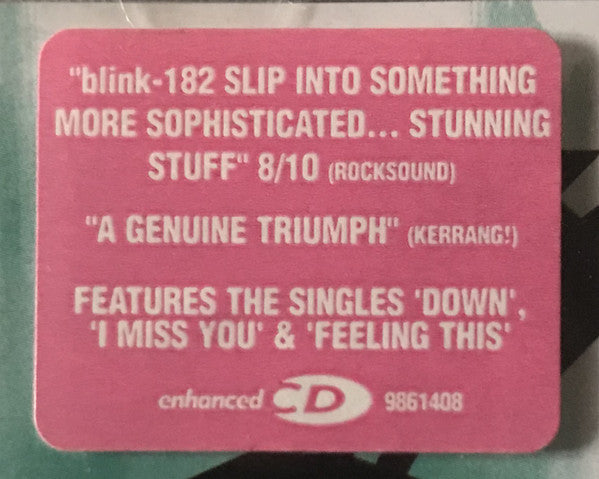 "blink-182 SLIP INTO SOMETHING
MORE SOPHISTICATED... STUNNING
STUFF" 8/10 (ROCKSOUND)
"A GENUINE TRIUMPH" (KERRANG!)
FEATURES THE SINGLES 'DOWN',
'I MISS YOU' & 'FEELING THIS'
enhanced CD 9861408